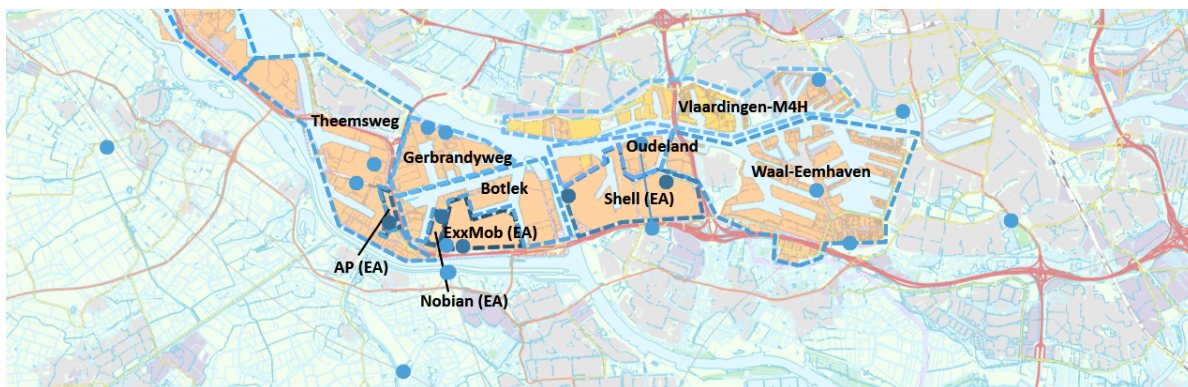 Vlaardingen-M4H
Theemsweg
Oudeland
Gerbrandyweg
Waal-Eemhaven
Botlek
Shell (EA)
ExxMob (EA)
AP (EA)
Nobian (EA)